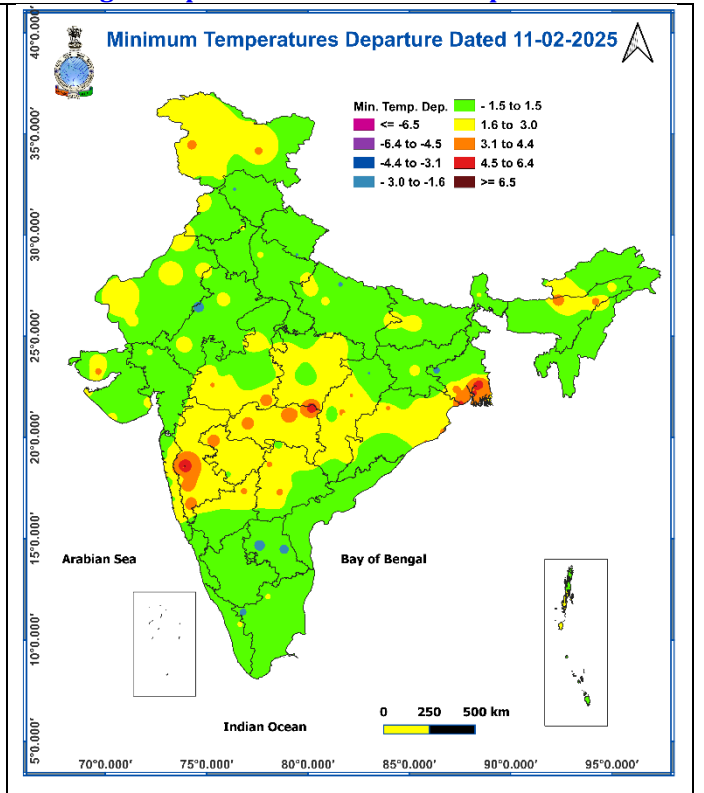 Minimum Temperatures Departure Dated 11-02-2025
Min. Temp. Dep.
<= -6.5
-6.4 to -4.5
-4.4 to -3.1
- 3.0 to -1.6
- 1.5 to 1.5
1.6 to 3.0
3.1 to 4.4
4.5 to 6.4
>= 6.5
40°0.000'
35°0.000'
30°0.000'
25°0.000'
20°0.000'
15°0.000'
10°0.000'
5°0.000'
Arabian Sea
Bay of Bengal
Indian Ocean
0 250 500 km
70°0.000' 75°0.000' 80°0.000' 85°0.000' 90°0.000' 95°0.000'